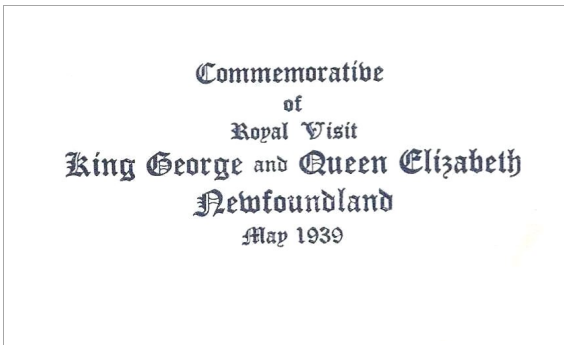 Commemorative
of
Royal Visit
King George and Queen Elizabeth
Newfoundland
May 1939